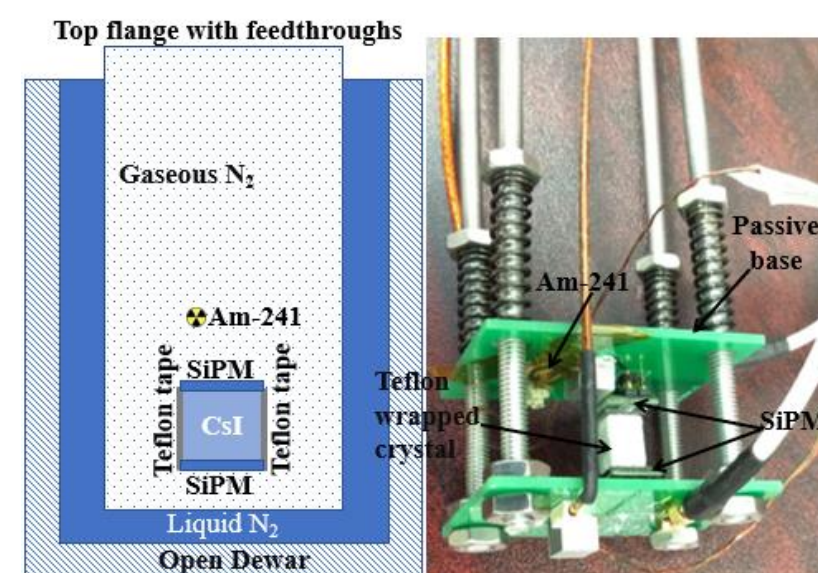 Top flange with feedthroughs
Gaseous N₂
Am-241
SiPM
Teflon tape
CsI
Teflon tape
SiPM
Liquid N₂
Open Dewar
Passive
base
Am-241
Teflon
wrapped
crystal
SiPM